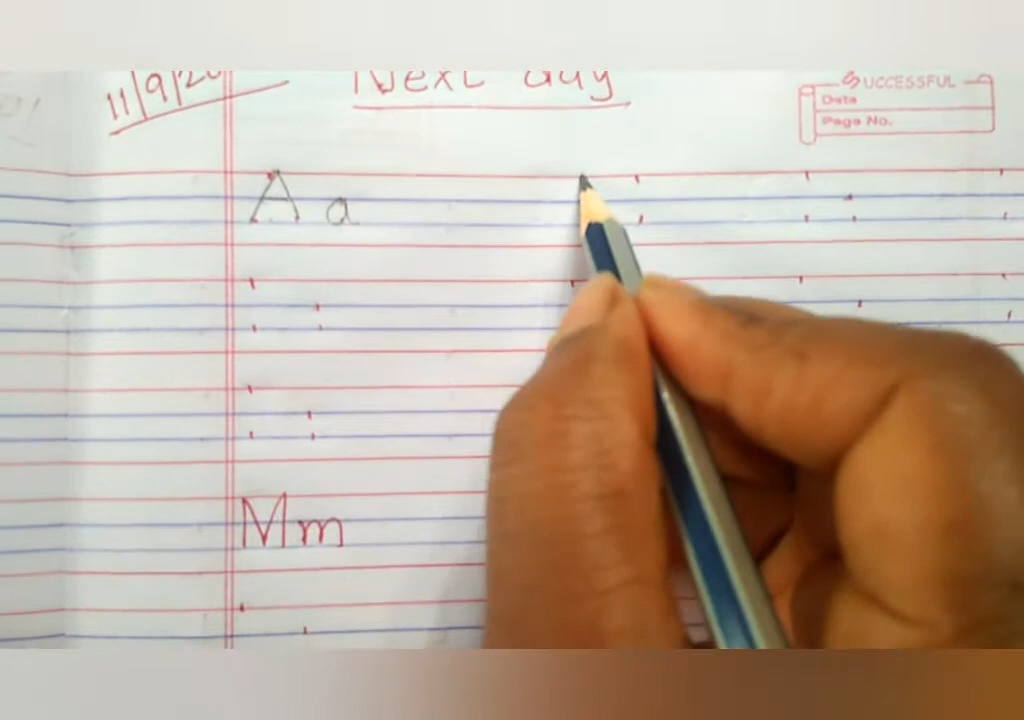 11/9/20 Next day
SUCCESSFUL
Date
Page No.
A a
M m